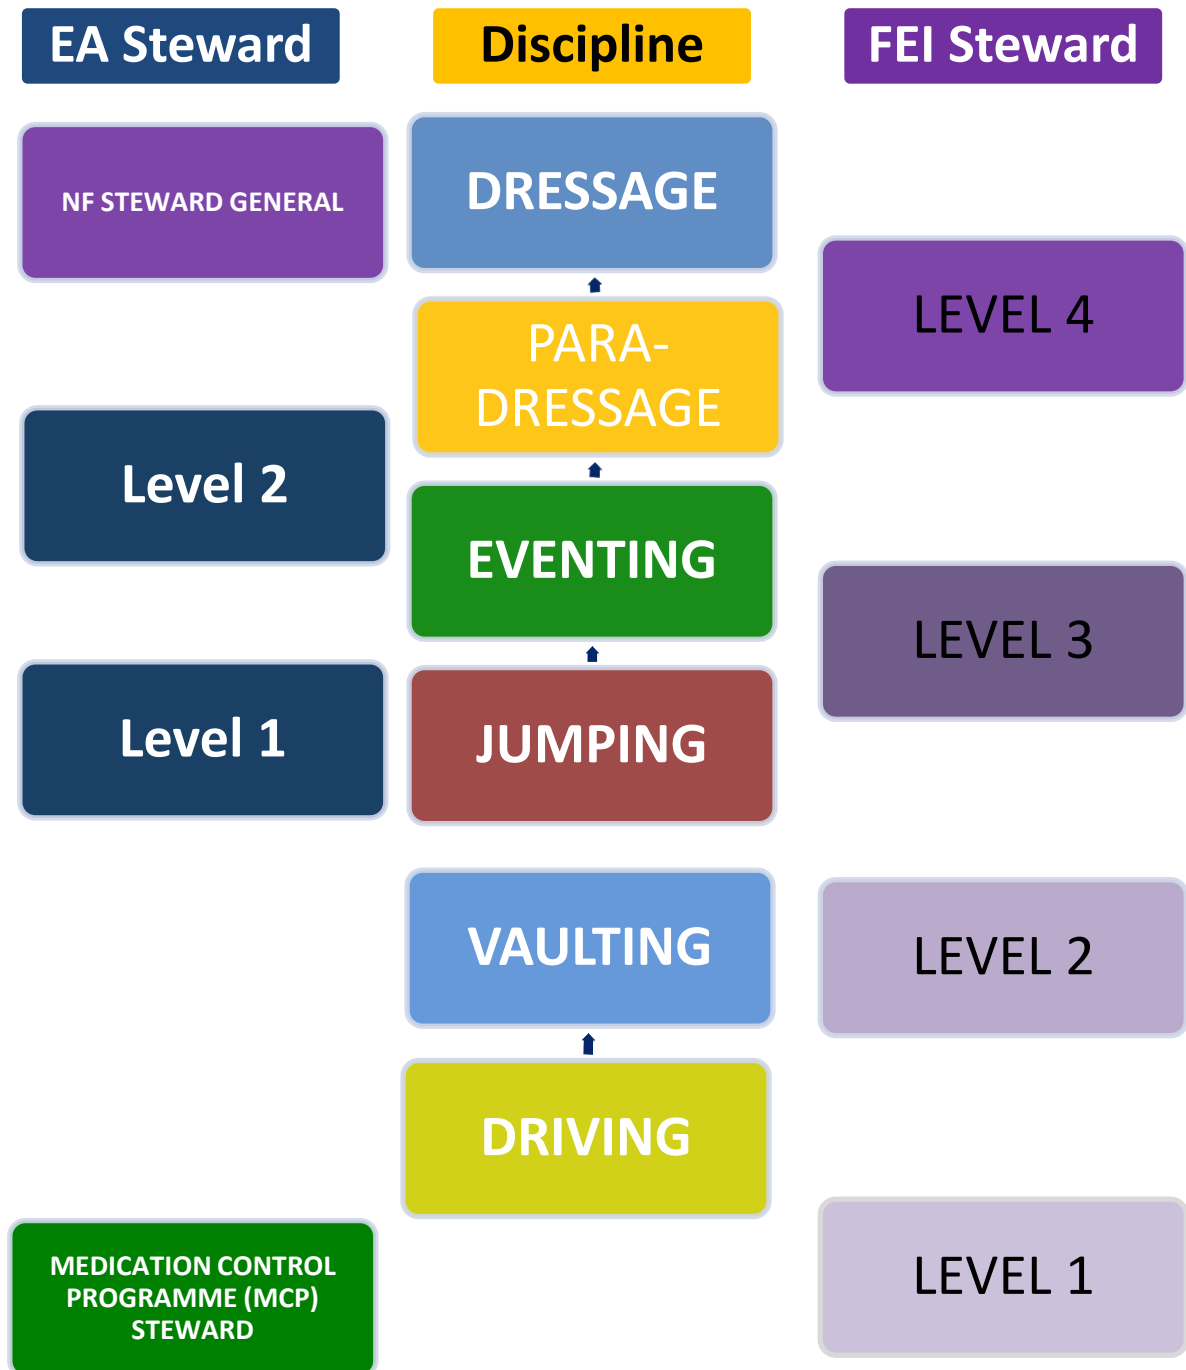 EA Steward
Discipline
FEI Steward
NF STEWARD GENERAL
Level 2
Level 1
MEDICATION CONTROL
PROGRAMME (MCP)
STEWARD
DRESSAGE
PARA-
DRESSAGE
EVENTING
JUMPING
VAULTING
DRIVING
LEVEL 4
LEVEL 3
LEVEL 2
LEVEL 1